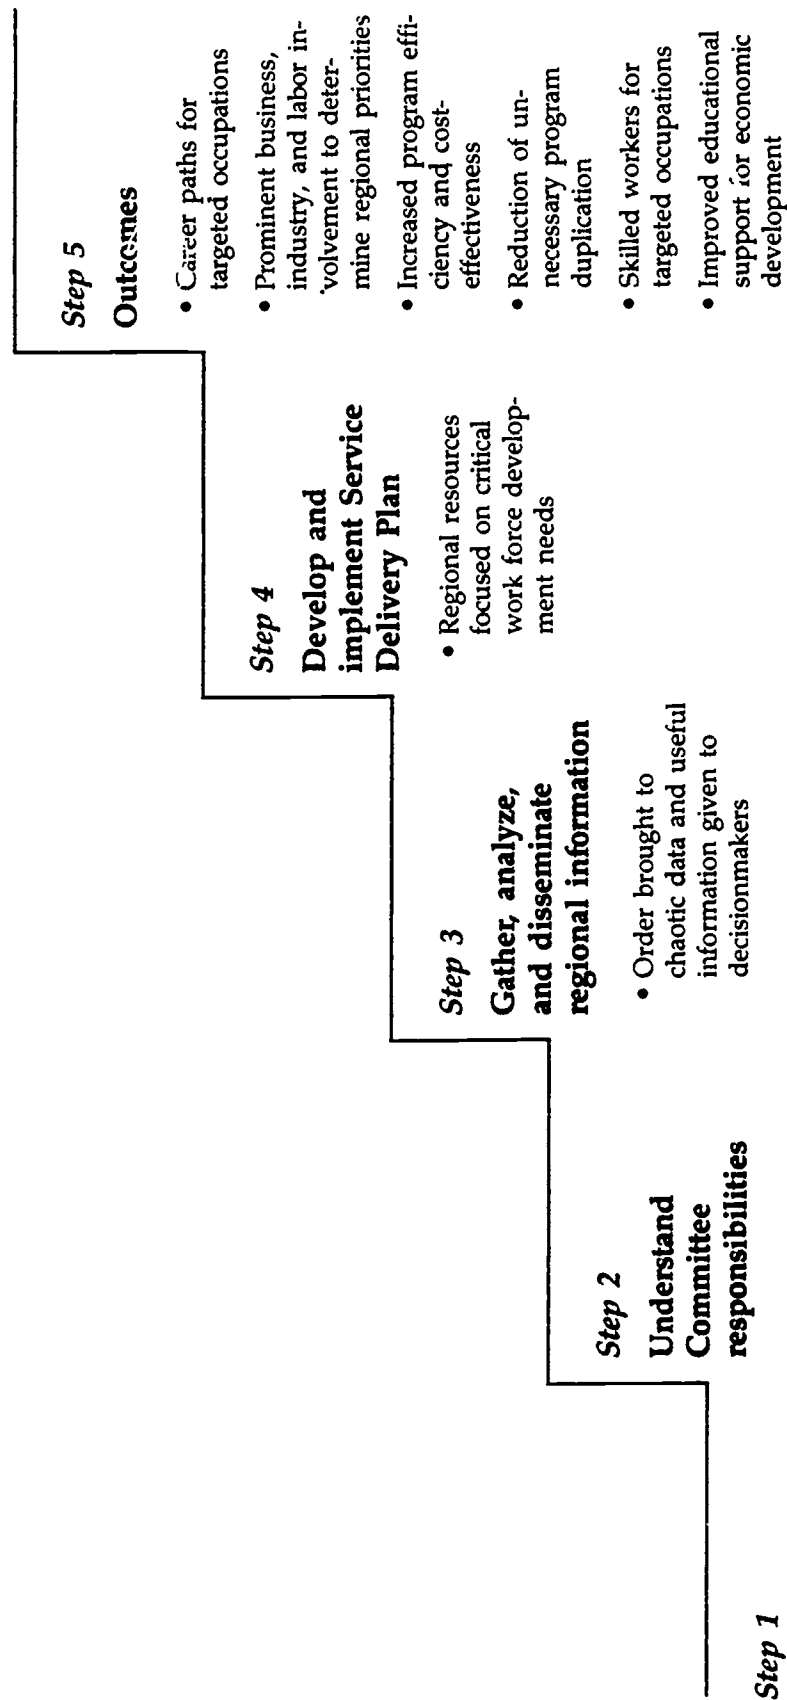 Step 1
Step 2
Understand
Committee
responsibilities
Step 3
Gather, analyze,
and disseminate
regional information
• Order brought to
chaotic data and useful
information given to
decisionmakers
Step 4
Develop and
implement Service
Delivery Plan
• Regional resources
focused on critical
work force develop-
ment needs
Step 5
Outcomes
• Career paths for
targeted occupations
• Prominent business,
industry, and labor in-
volvement to deter-
mine regional priorities
• Increased program effi-
ciency and cost-
effectiveness
• Reduction of un-
necessary program
duplication
• Skilled workers for
targeted occupations
• Improved educational
support for economic
development